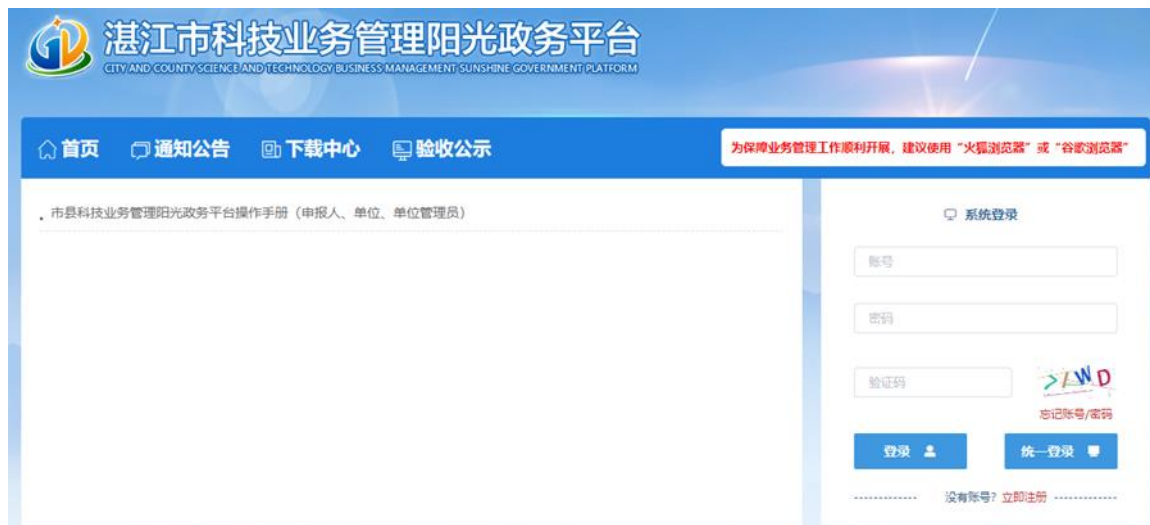 湛江市科技业务管理阳光政务平台
CITY AND COUNTY SCIENCE AND TECHNOLOGY BUSINESS MANAGEMENT SUNSHINE GOVERNMENT PLATFORM
首页 通知公告 下载中心 验收公示
为保障业务管理工作顺利开展，建议使用“火狐浏览器”或“谷歌浏览器”
市县科技业务管理阳光政务平台操作手册（申报人、单位、单位管理员）
系统登录
账号
密码
验证码
忘记账号/密码
登录 统一登录
没有账号？立即注册